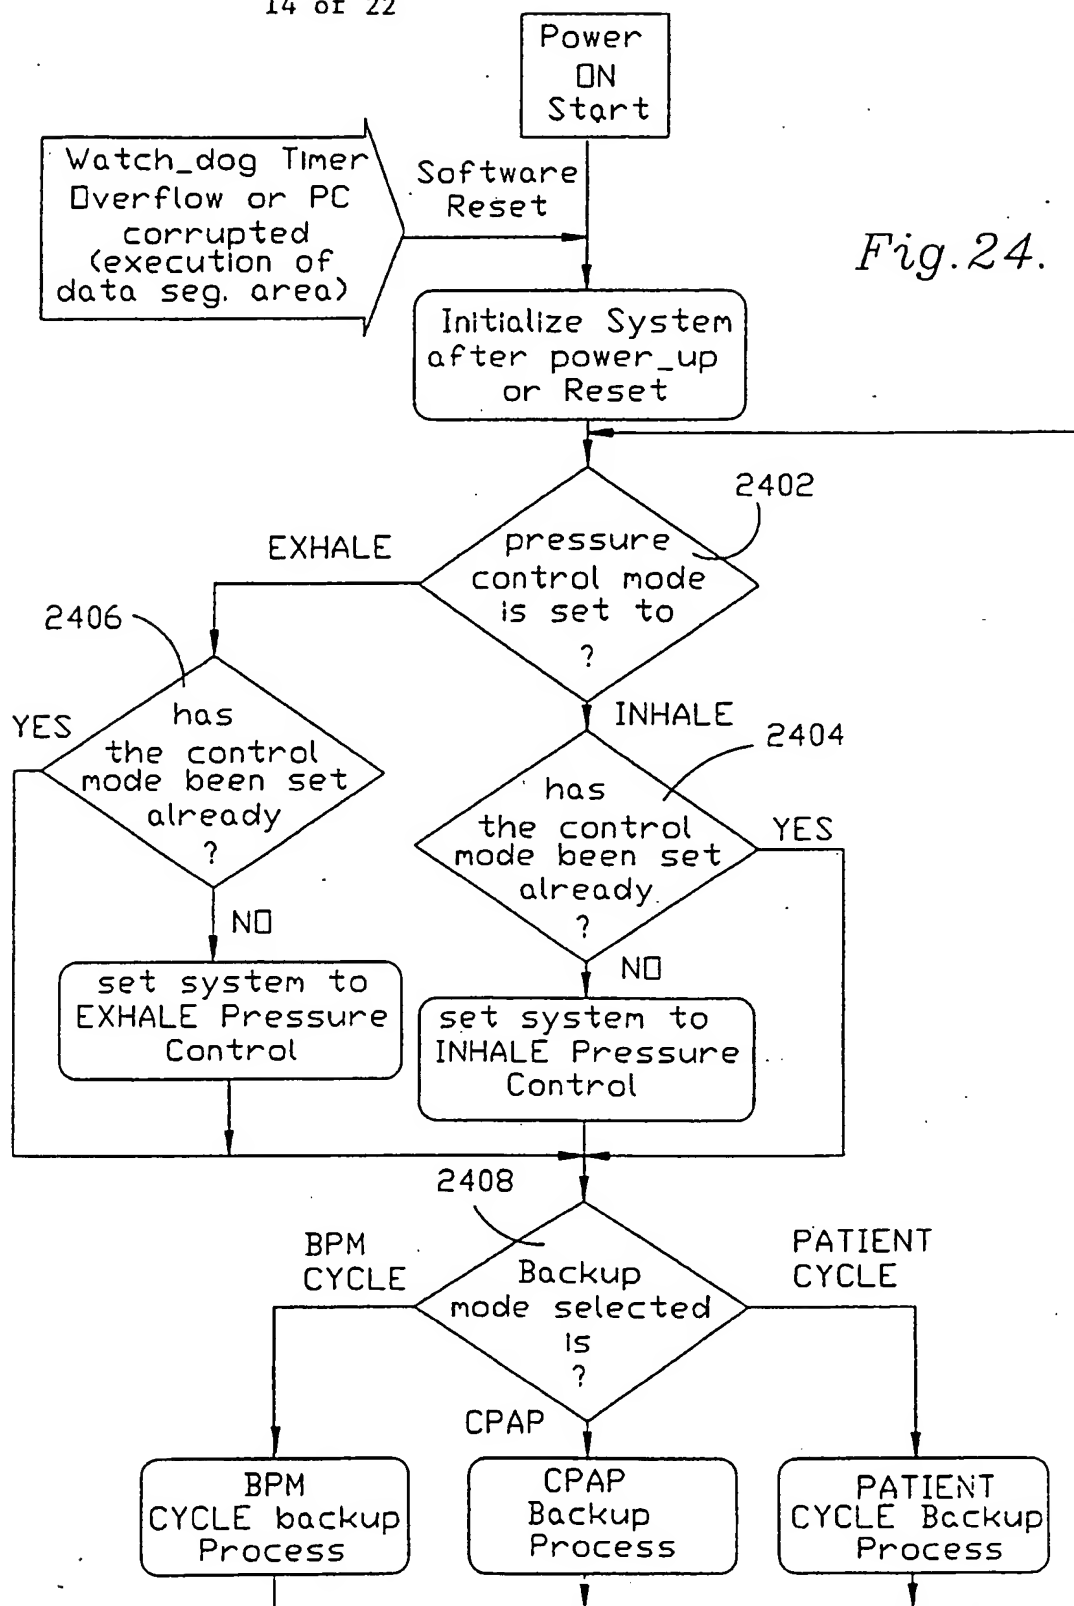 14 of 22
Power
ON
Start
Watch_dog Timer
Overflow or PC
corrupted
(execution of
data seg. area)
Software
Reset
Fig.24.
Initialize System
after power_up
or Reset
2402
pressure
control mode
is set to
?
EXHALE
INHALE
2406
has
the control
mode been set
already
?
YES
NO
2404
has
the control
mode been set
already
?
YES
NO
set system to
EXHALE Pressure
Control
set system to
INHALE Pressure
Control
2408
Backup
mode selected
is
?
BPM
CYCLE
CPAP
PATIENT
CYCLE
BPM
CYCLE backup
Process
CPAP
Backup
Process
PATIENT
CYCLE Backup
Process